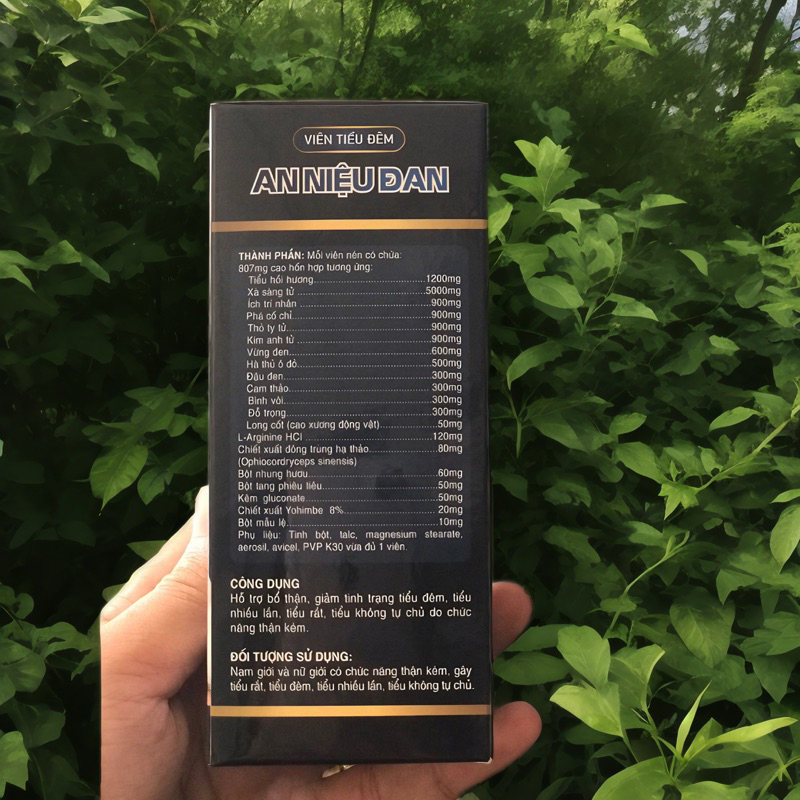 VIÊN TIỂU ĐÊM
AN NIỆU ĐAN
THÀNH PHẦN: Mỗi viên nén có chứa:
807mg cao hỗn hợp tương ứng:
Tiểu hồi hương 1200mg
Xà sàng tử 5000mg
Ích trí nhân 900mg
Phá cố chỉ 900mg
Thỏ ty tử 900mg
Kim anh tử 900mg
Vừng đen 600mg
Hà thủ ô đỏ 500mg
Đậu đen 300mg
Cam thảo 300mg
Bình vôi 300mg
Đỗ trọng 300mg
Long cốt (cao xương động vật) 50mg
L-Arginine HCl 120mg
Chiết xuất đông trùng hạ thảo 80mg
(Ophiocordryceps sinensis)
Bột nhung hươu 60mg
Bột tang phiêu tiêu 50mg
Kẽm gluconate 50mg
Chiết xuất Yohimbe 8% 20mg
Bột mẫu lệ 10mg
Phụ liệu: Tinh bột, talc, magnesium stearate,
aerosil, avicel, PVP K30 vừa đủ 1 viên.
CÔNG DỤNG
Hỗ trợ bổ thận, giảm tình trạng tiểu đêm, tiểu
nhiều lần, tiểu rắt, tiểu không tự chủ do chức
năng thận kém.
ĐỐI TƯỢNG SỬ DỤNG:
Nam giới và nữ giới có chức năng thận kém, gây
tiểu rắt, tiểu đêm, tiểu nhiều lần, tiểu không tự chủ.